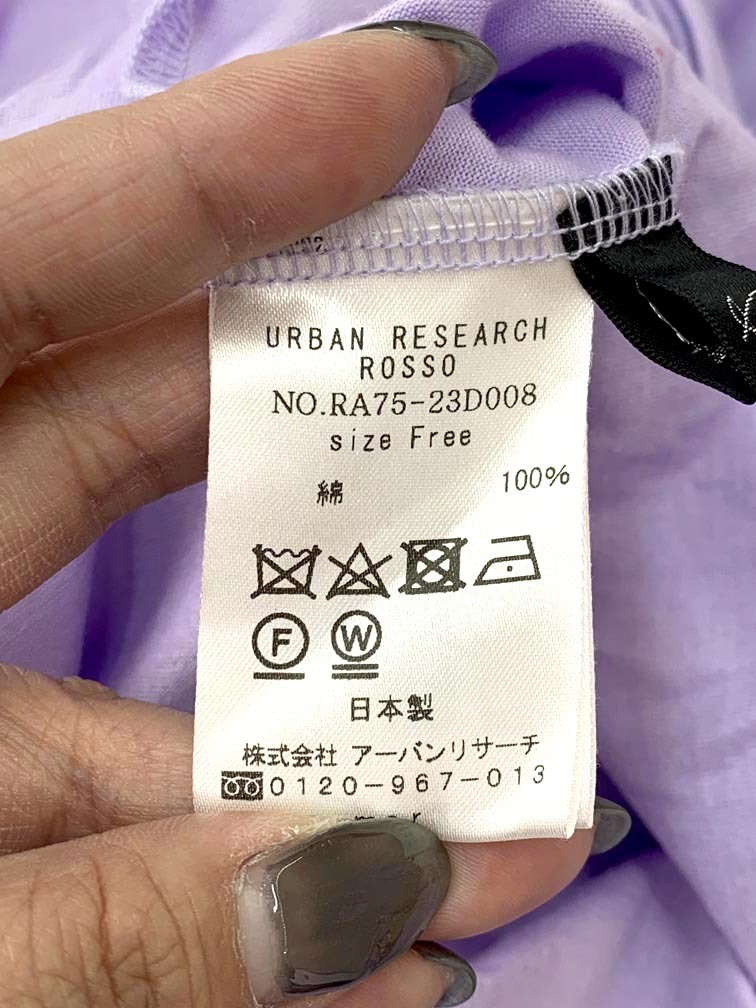 URBAN RESEARCH
ROSSO
NO.RA75-23D008
size Free
綿 100%
F W
日本製
株式会社 アーバンリサーチ
0120-967-013